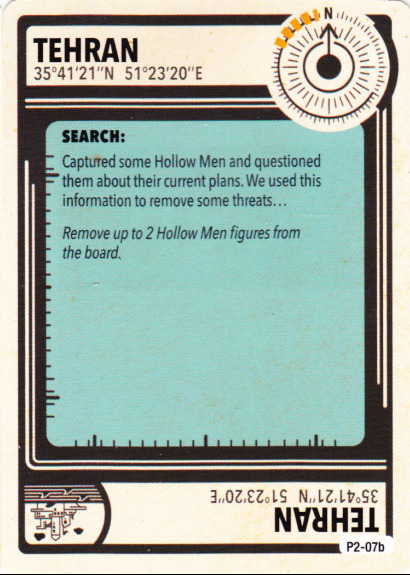 N
TEHRAN
35°41'21"N 51°23'20"E
SEARCH:
Captured some Hollow Men and questioned
them about their current plans. We used this
information to remove some threats...
Remove up to 2 Hollow Men figures from
the board.
TEHRAN
35°41'21"N 51°23'20"E
P2-07b